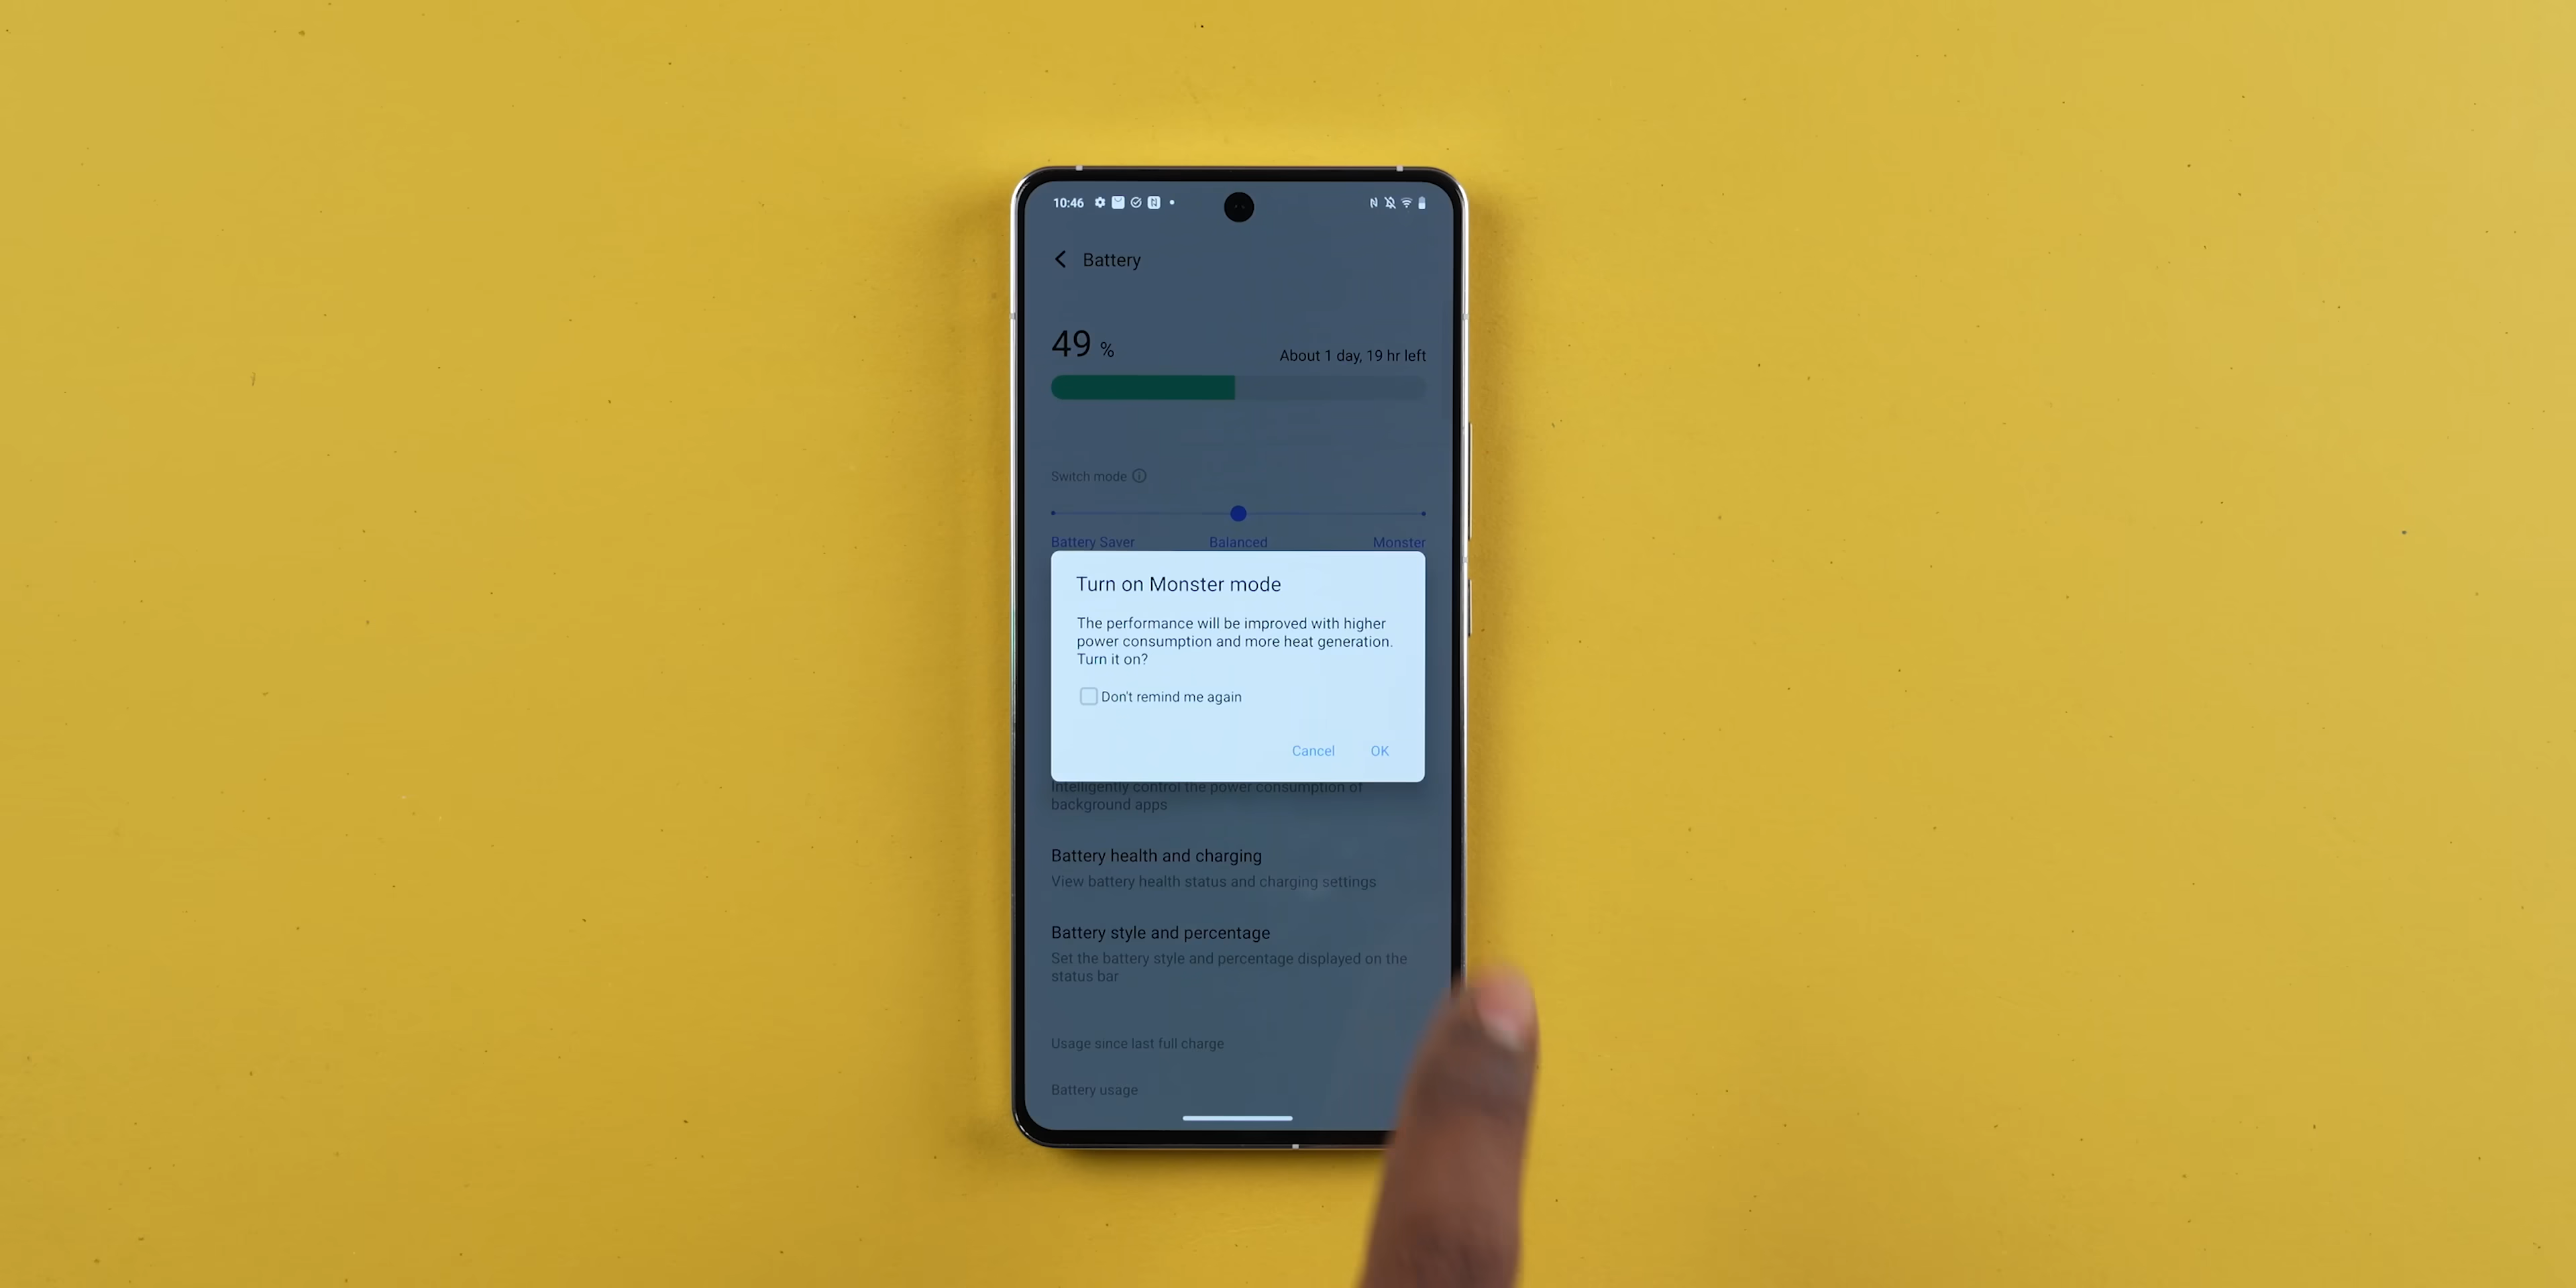 10:46
Battery
49 %
About 1 day, 19 hr left
Switch mode
Battery Saver Balanced Monster
Turn on Monster mode
The performance will be improved with higher
power consumption and more heat generation.
Turn it on?
Don't remind me again
Cancel OK
Intelligently control the power consumption of
background apps
Battery health and charging
View battery health status and charging settings
Battery style and percentage
Set the battery style and percentage displayed on the
status bar
Usage since last full charge
Battery usage